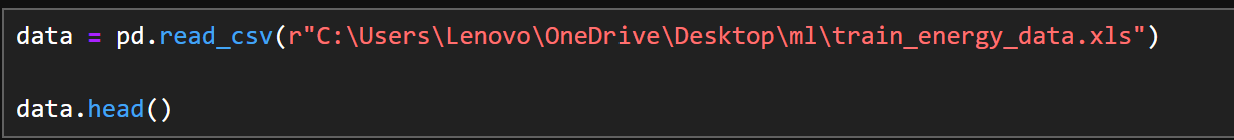 data = pd.read_csv(r"C:\Users\Lenovo\OneDrive\Desktop\ml\train_energy_data.xls")
data.head()